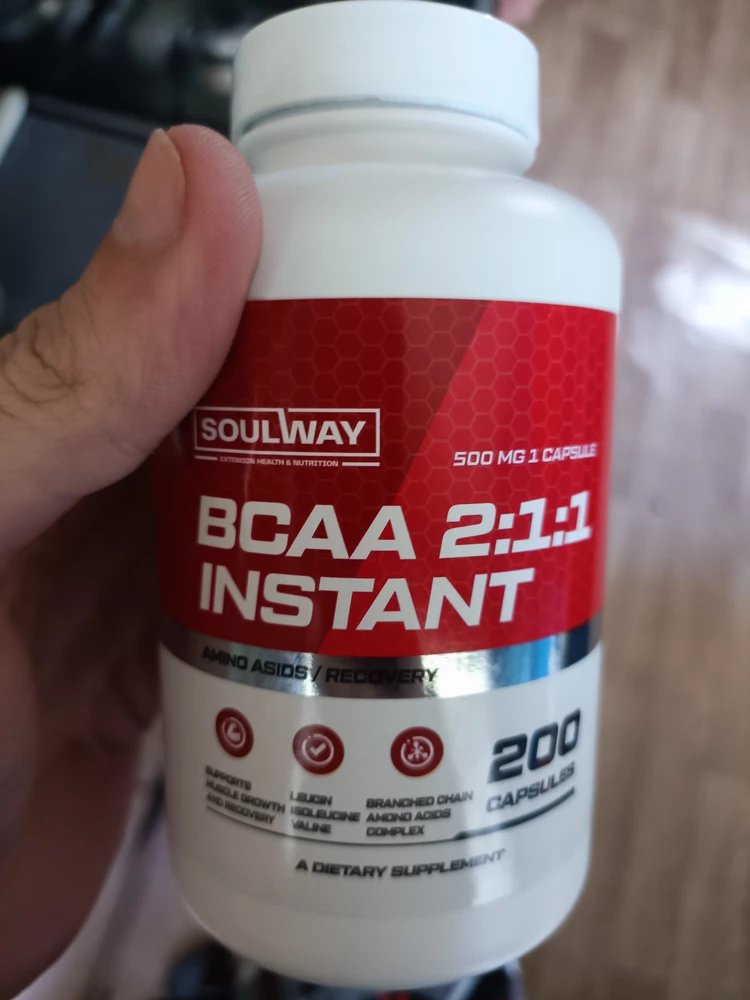 SOULWAY
EXTENSION HEALTH & NUTRITION
500 MG 1 CAPSULE
BCAA 2:1:1
INSTANT
AMINO ASIDS / RECOVERY
SUPPORTS
MUSCLE GROWTH
AND RECOVERY
LEUCIN
ISOLEUCINE
VALINE
BRANCHED CHAIN
AMONO ACIDS
COMPLEX
200
CAPSULES
A DIETARY SUPPLEMENT